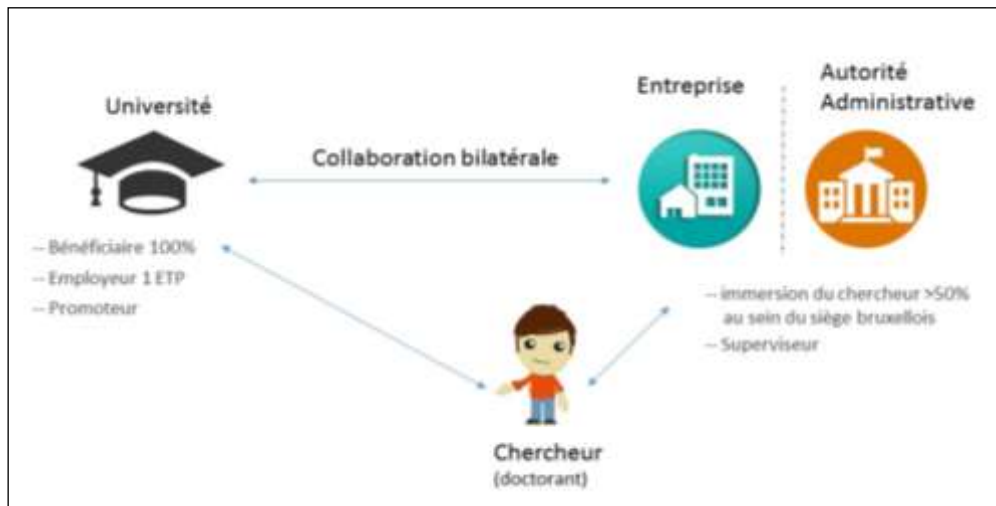 Université
Entreprise
Autorité
Administrative
Collaboration bilatérale
-- Bénéficiaire 100%
-- Employeur 1 ETP
-- Promoteur
-- immersion du chercheur >50%
au sein du siège bruxellois
-- Superviseur
Chercheur
(doctorant)